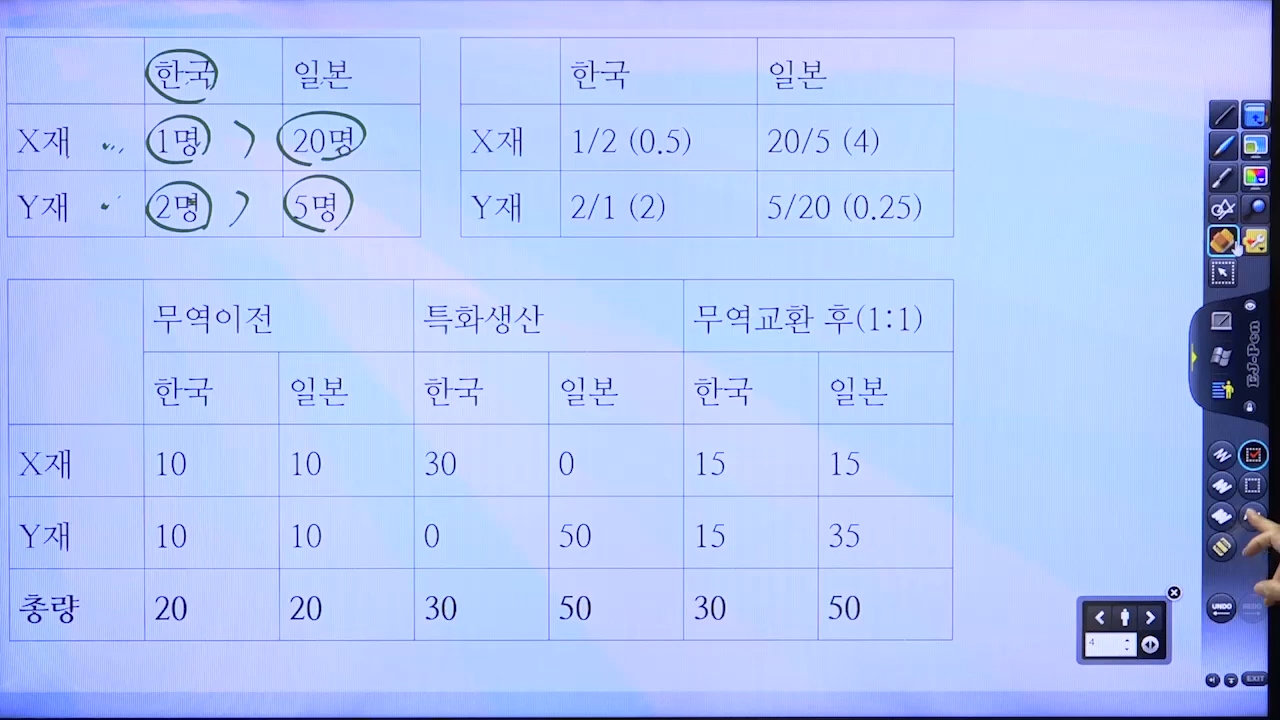 한국 일본
X재 1명 20명
Y재 2명 5명
한국 일본
X재 1/2 (0.5) 20/5 (4)
Y재 2/1 (2) 5/20 (0.25)
무역이전 특화생산 무역교환 후(1:1)
한국 일본 한국 일본 한국 일본
X재 10 10 30 0 15 15
Y재 10 10 0 50 15 35
총량 20 20 30 50 30 50
EJ-Pen
UNDO
REDO
4
EXIT